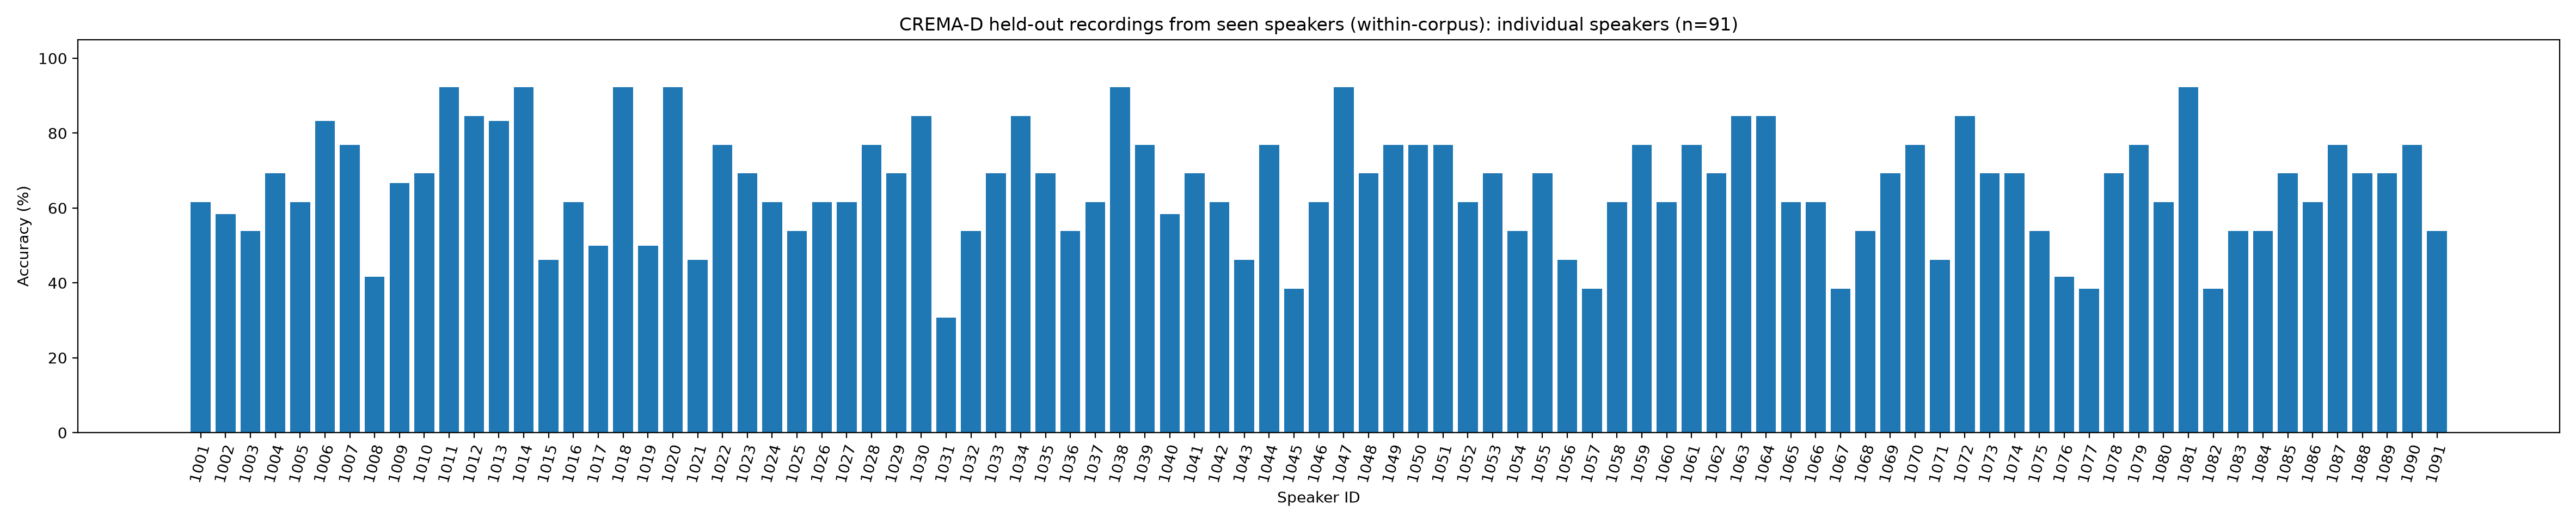 CREMA-D held-out recordings from seen speakers (within-corpus): individual speakers (n=91)
100
80
60
40
20
0
Accuracy (%)
1001 1002 1003 1004 1005 1006 1007 1008 1009 1010 1011 1012 1013 1014 1015 1016 1017 1018 1019 1020 1021 1022 1023 1024 1025 1026 1027 1028 1029 1030 1031 1032 1033 1034 1035 1036 1037 1038 1039 1040 1041 1042 1043 1044 1045 1046 1047 1048 1049 1050 1051 1052 1053 1054 1055 1056 1057 1058 1059 1060 1061 1062 1063 1064 1065 1066 1067 1068 1069 1070 1071 1072 1073 1074 1075 1076 1077 1078 1079 1080 1081 1082 1083 1084 1085 1086 1087 1088 1089 1090 1091
Speaker ID